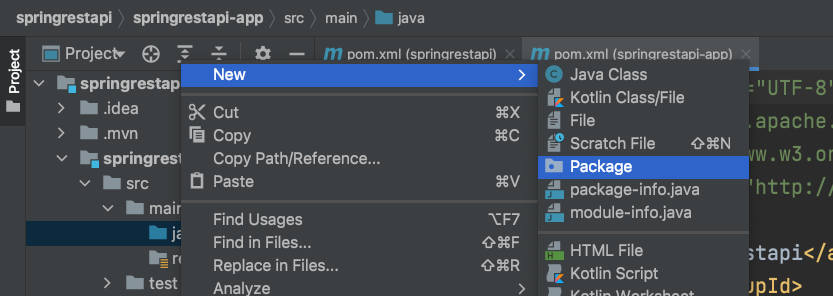 springrestapi › springrestapi-app › src › main › java
Project
Project
pom.xml (springrestapi)
pom.xml (springrestapi-app)
springrestap
.idea
.mvn
springres
src
main
ja
re
test
New
Cut ⌘X
Copy ⌘C
Copy Path/Reference...
Paste ⌘V
Find Usages ⌥F7
Find in Files... ⇧⌘F
Replace in Files... ⇧⌘R
Analyze
Java Class
Kotlin Class/File
File
Scratch File ⇧⌘N
Package
package-info.java
module-info.java
HTML File
Kotlin Script
Kotlin Worksheet
="UTF-8"
.apache.
ww.w3.or
"http://
stapi</a
upId>